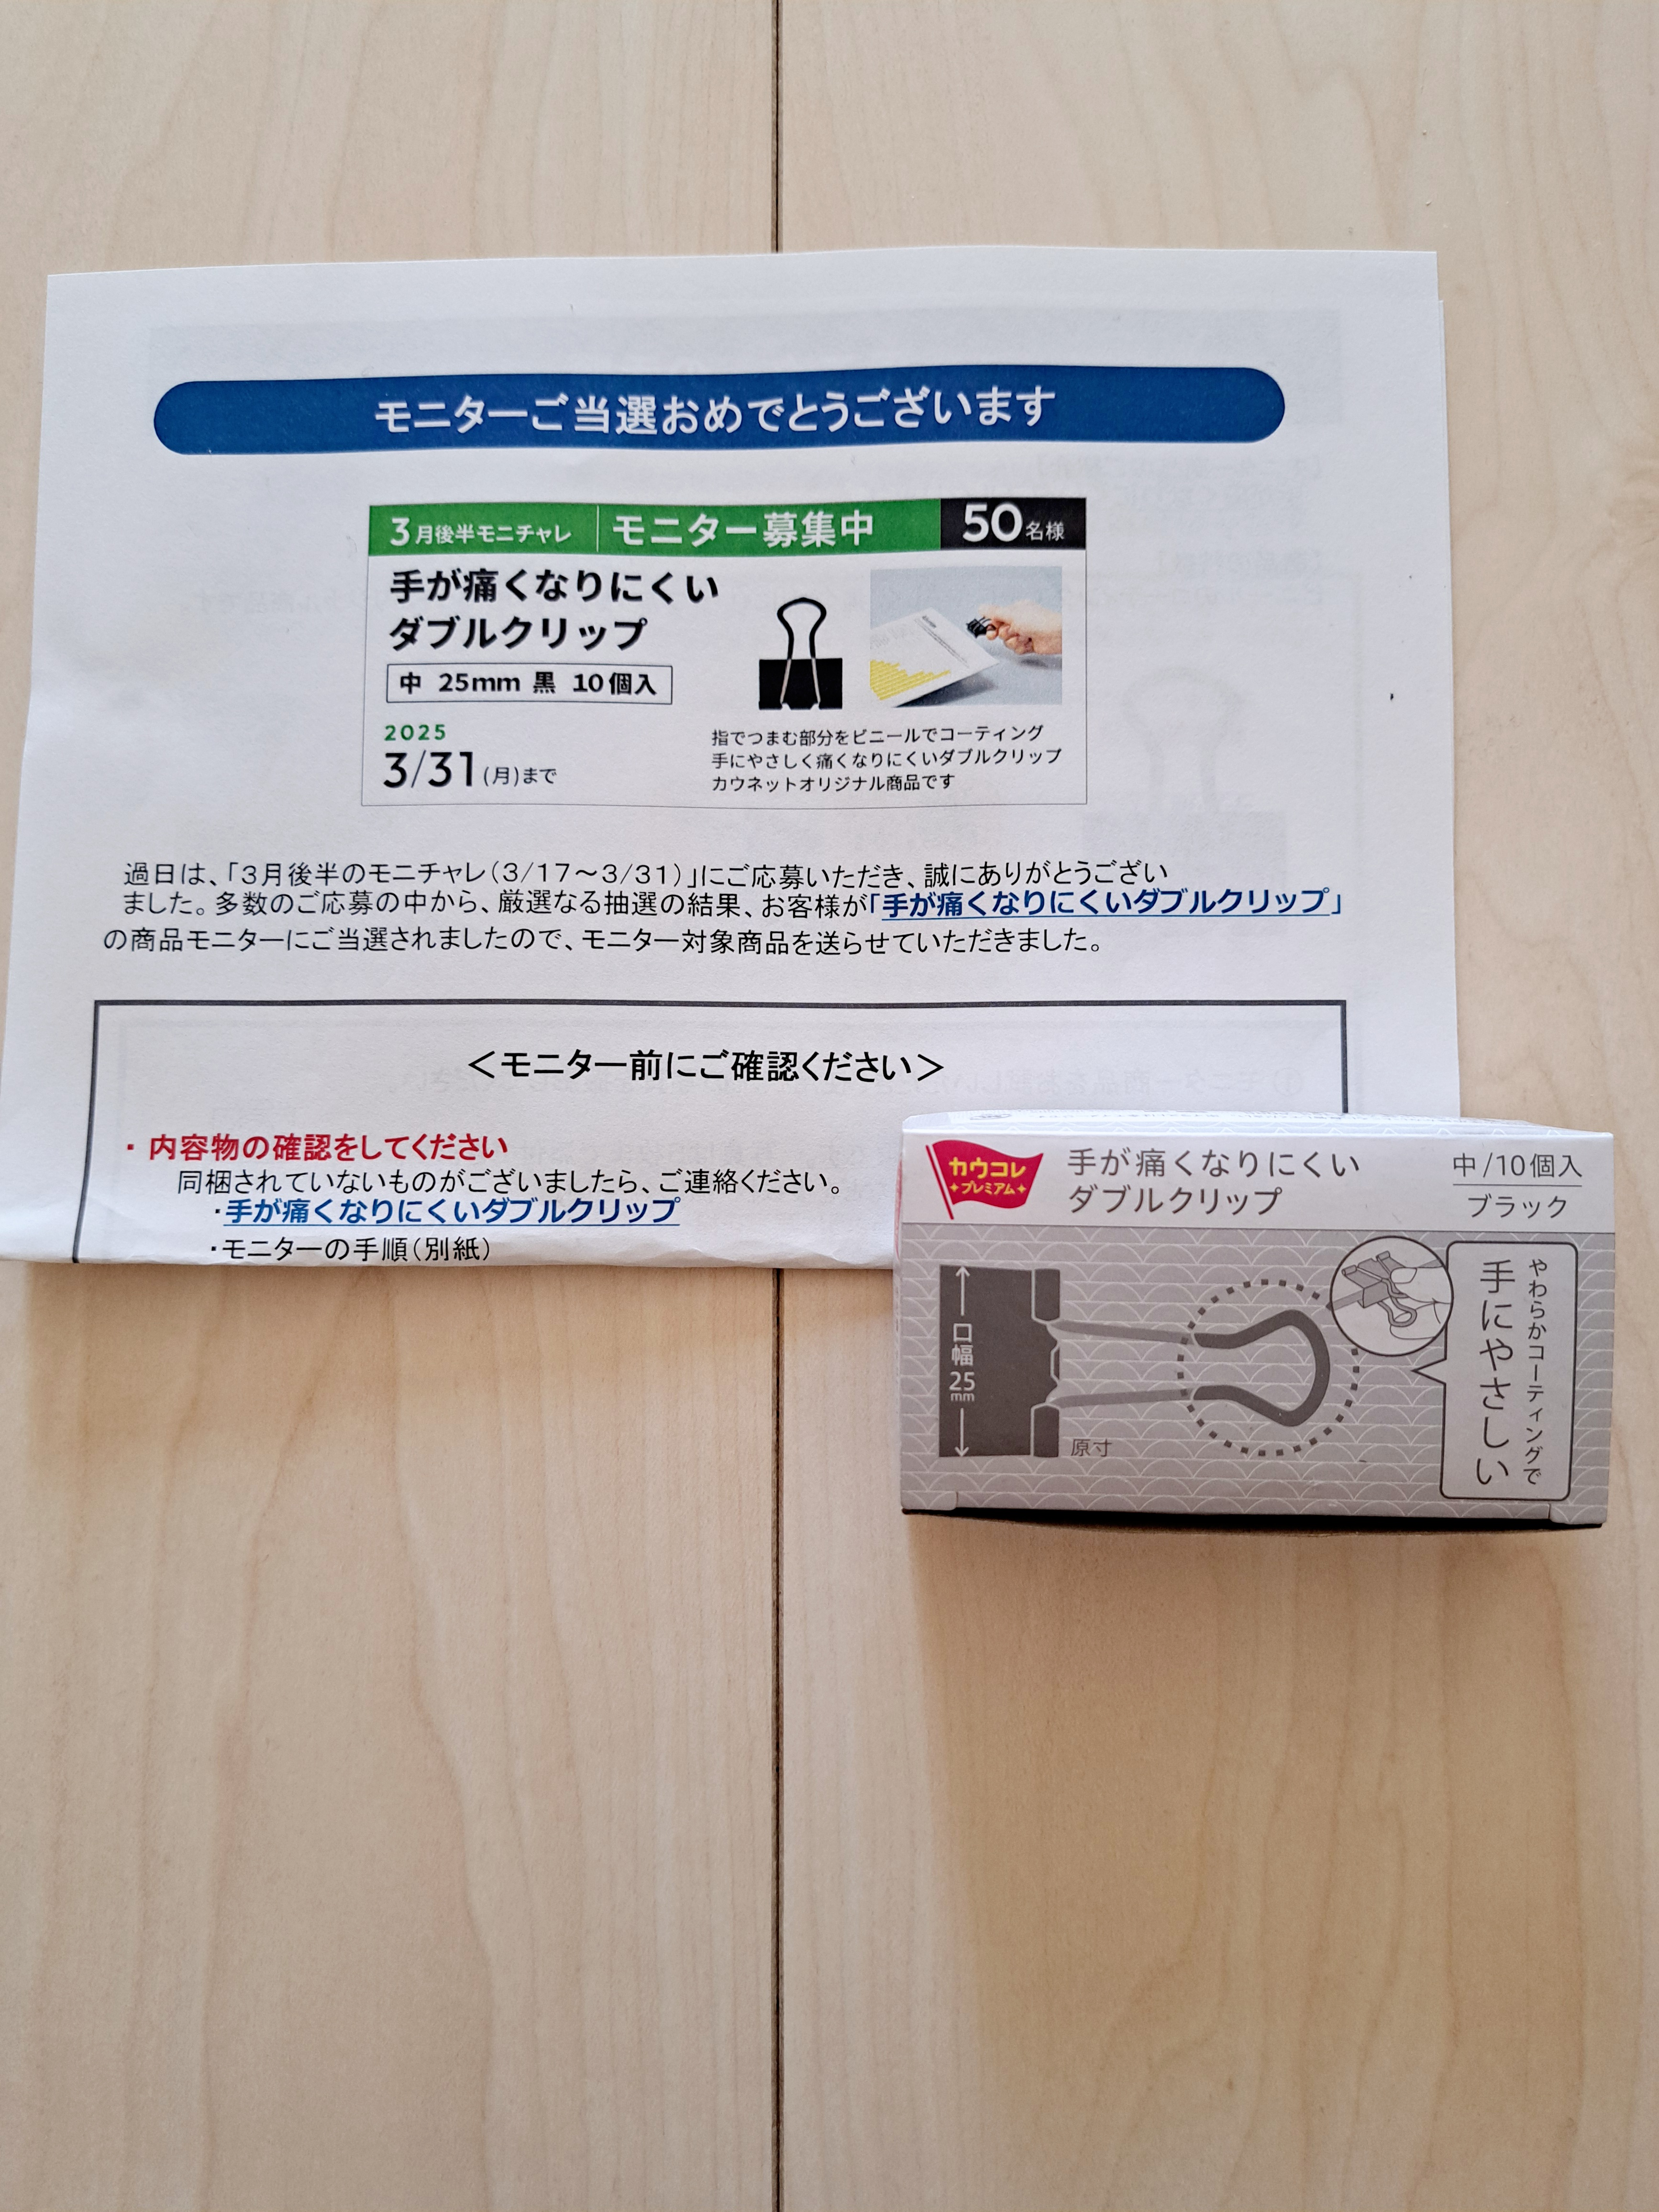 モニターご当選おめでとうございます
3月後半モニチャレ モニター募集中 50名様
手が痛くなりにくい
ダブルクリップ
中 25mm 黒 10個入
2025
3/31(月)まで
指でつまむ部分をビニールでコーティング
手にやさしく痛くなりにくいダブルクリップ
カウネットオリジナル商品です
過日は、「3月後半のモニチャレ(3/17～3/31)」にご応募いただき、誠にありがとうござい
ました。多数のご応募の中から、厳選なる抽選の結果、お客様が「手が痛くなりにくいダブルクリップ」
の商品モニターにご当選されましたので、モニター対象商品を送らせていただきました。
＜モニター前にご確認ください＞
・内容物の確認をしてください
同梱されていないものがございましたら、ご連絡ください。
・手が痛くなりにくいダブルクリップ
・モニターの手順(別紙)
カウコレ
プレミアム
手が痛くなりにくい
ダブルクリップ
中/10個入
ブラック
口幅25mm
原寸
やわらかコーティングで
手にやさしい